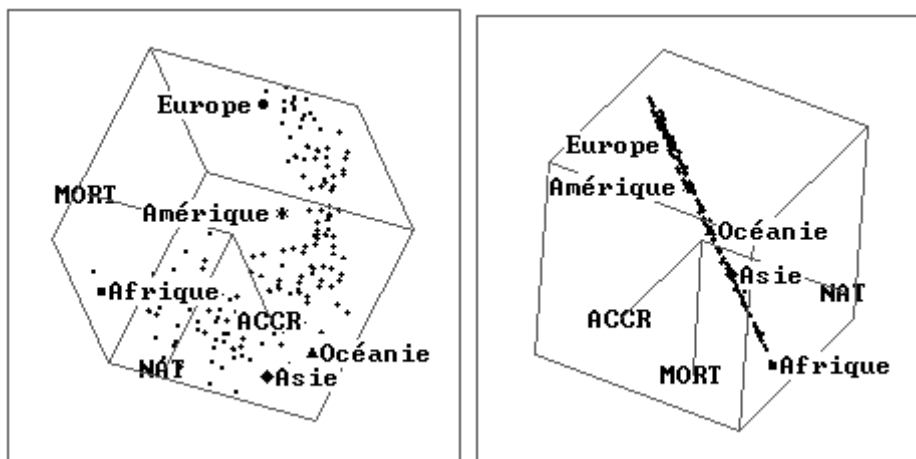 Europe
MORT
Amérique
Afrique
ACCR
Océanie
NAT
Asie
Europe
Amérique
Océanie
Asie
NAT
ACCR
MORT
Afrique